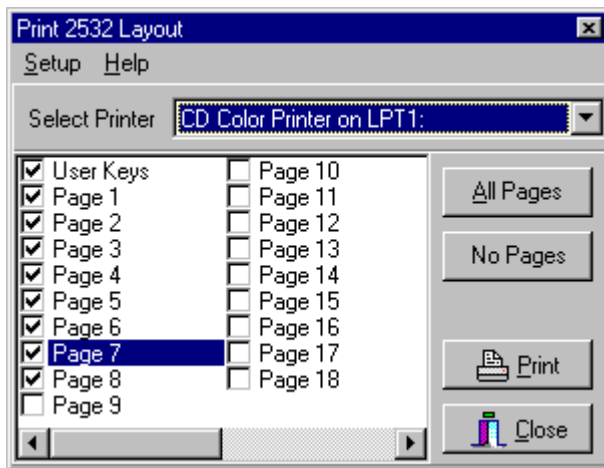 Print 2532 Layout
Setup Help
Select Printer CD Color Printer on LPT1:
User Keys
Page 1
Page 2
Page 3
Page 4
Page 5
Page 6
Page 7
Page 8
Page 9
Page 10
Page 11
Page 12
Page 13
Page 14
Page 15
Page 16
Page 17
Page 18
All Pages
No Pages
Print
Close